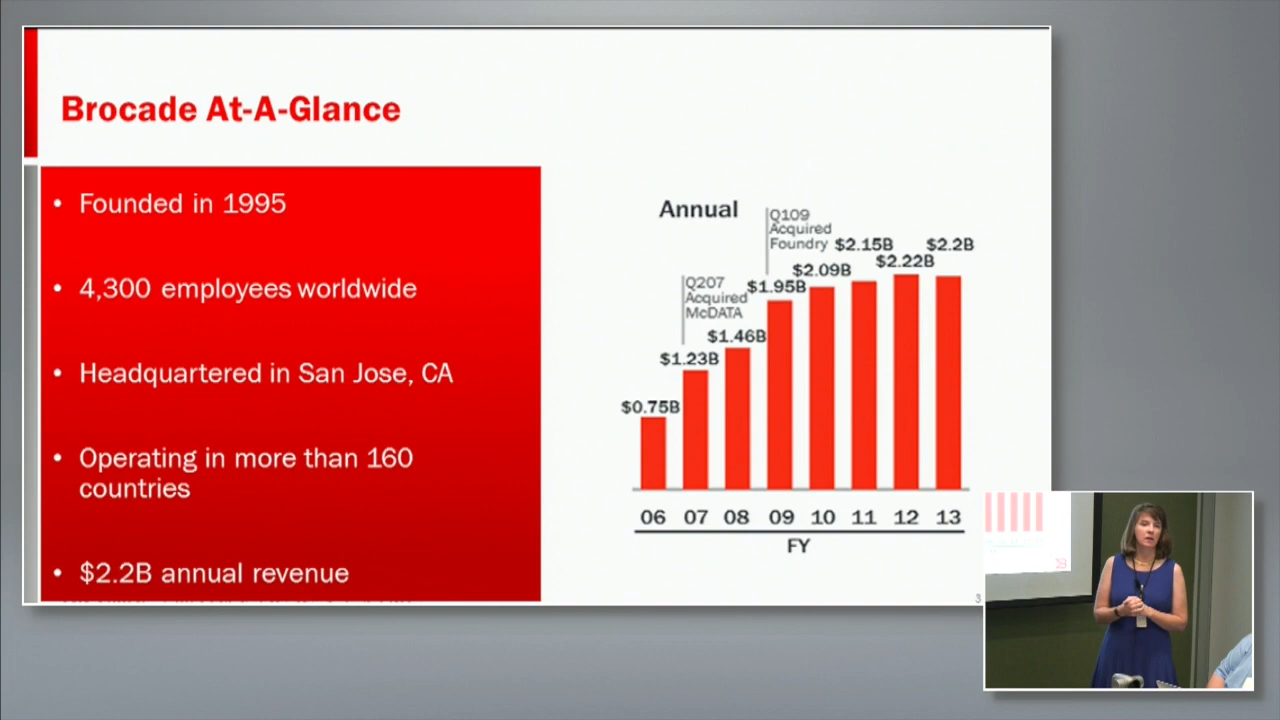 Brocade At-A-Glance
• Founded in 1995
• 4,300 employees worldwide
• Headquartered in San Jose, CA
• Operating in more than 160
countries
• $2.2B annual revenue
Annual
Q109
Acquired
Foundry
$2.15B
$2.2B
$2.22B
$2.09B
Q207
Acquired
McDATA
$1.95B
$1.46B
$1.23B
$0.75B
06 07 08 09 10 11 12 13
FY
3